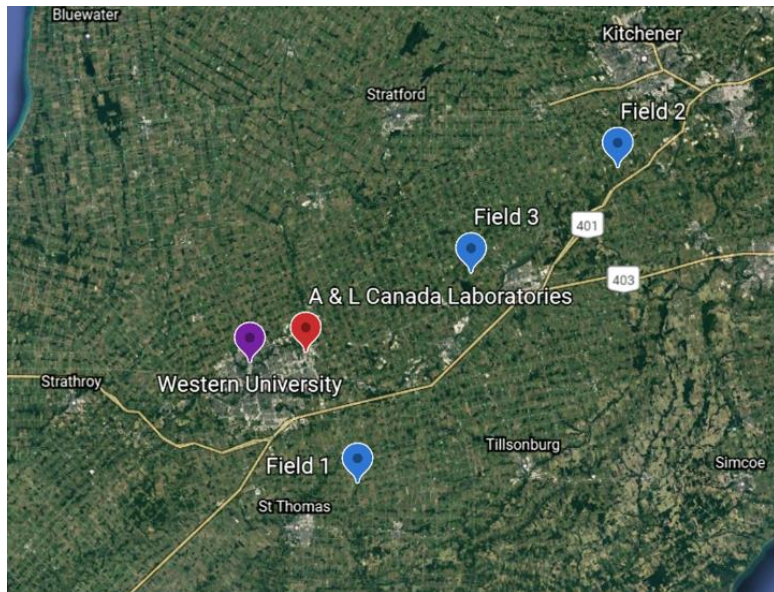 Bluewater
Kitchener
Stratford
Field 2
Field 3
401
403
A & L Canada Laboratories
Strathroy
Western University
Tillsonburg
Field 1
Simcoe
St Thomas